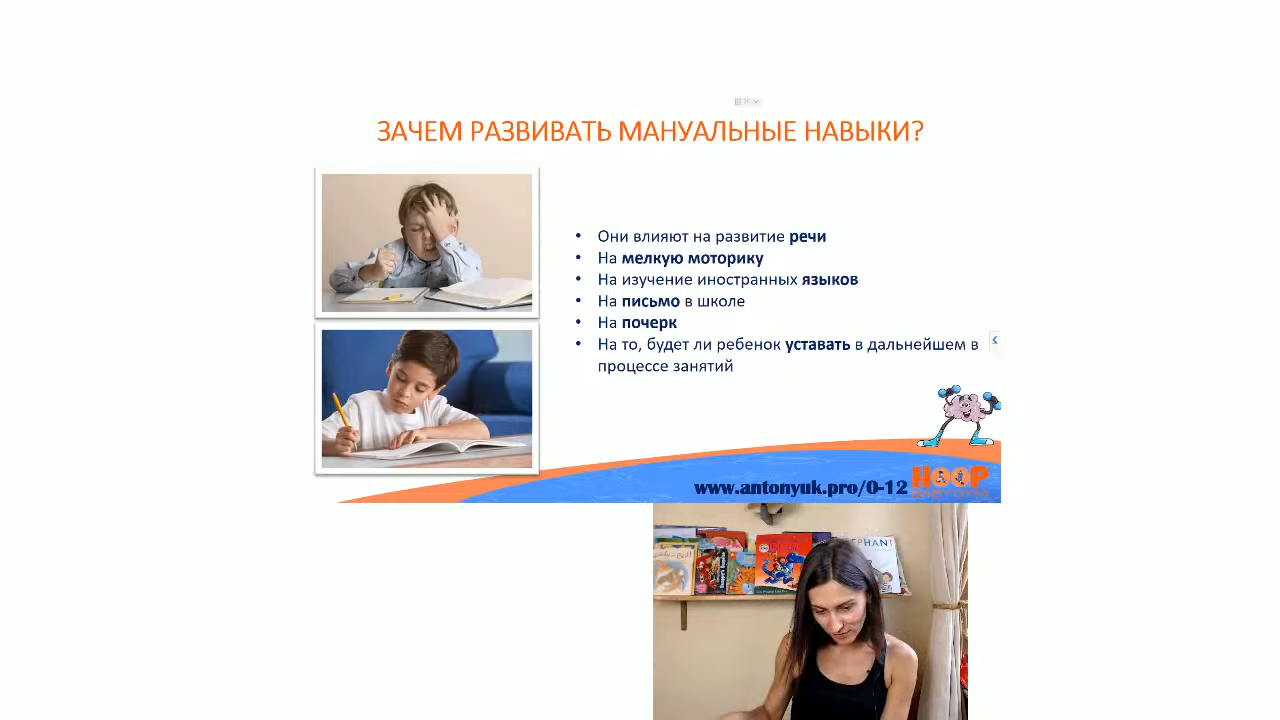 ЗАЧЕМ РАЗВИВАТЬ МАНУАЛЬНЫЕ НАВЫКИ?
• Они влияют на развитие речи
• На мелкую моторику
• На изучение иностранных языков
• На письмо в школе
• На почерк
• На то, будет ли ребенок уставать в дальнейшем в
процессе занятий
www.antonyuk.pro/0-12
HOOP